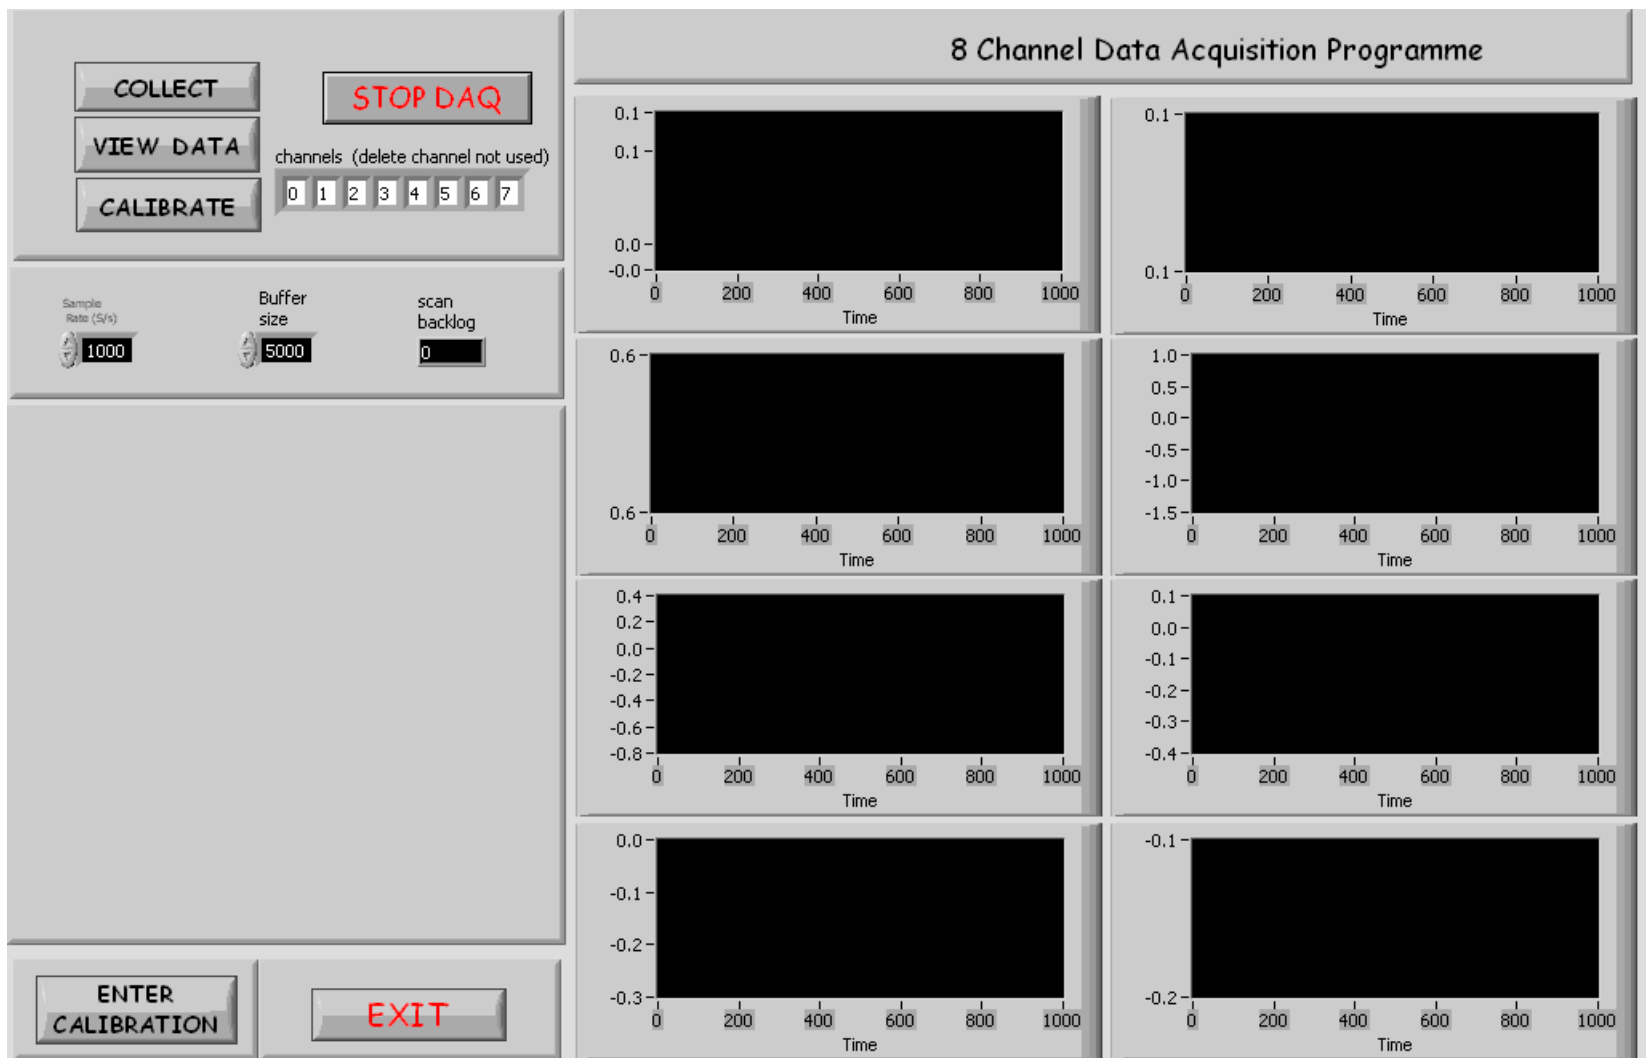 COLLECT
VIEW DATA
CALIBRATE
STOP DAQ
channels (delete channel not used)
0 1 2 3 4 5 6 7
Sample
Rate (S/s)
1000
Buffer
size
5000
scan
backlog
0
ENTER
CALIBRATION
EXIT
8 Channel Data Acquisition Programme
0.1
0.1
0.0
-0.0
0 200 400 600 800 1000
Time
0.1
0.1
0 200 400 600 800 1000
Time
0.6
0.6
0 200 400 600 800 1000
Time
1.0
0.5
0.0
-0.5
-1.0
-1.5
0 200 400 600 800 1000
Time
0.4
0.2
0.0
-0.2
-0.4
-0.6
-0.8
0 200 400 600 800 1000
Time
0.1
0.0
-0.1
-0.2
-0.3
-0.4
0 200 400 600 800 1000
Time
0.0
-0.1
-0.2
-0.3
0 200 400 600 800 1000
Time
-0.1
-0.2
0 200 400 600 800 1000
Time